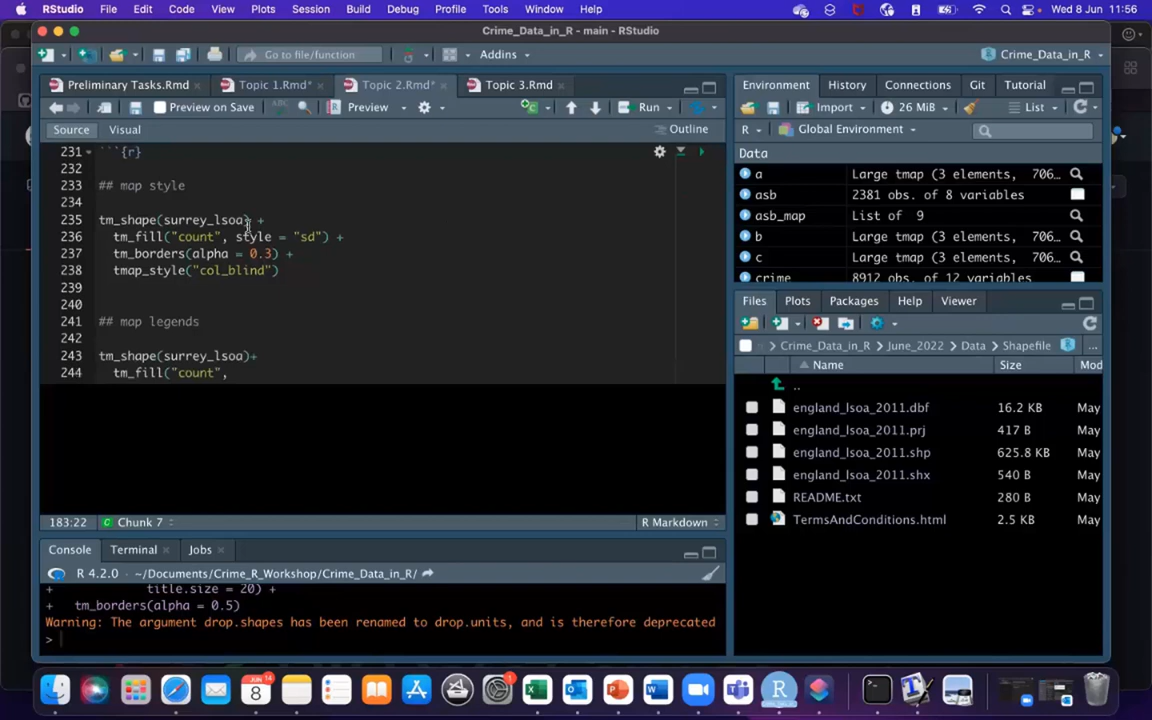 RStudio File Edit Code View Plots Session Build Debug Profile Tools Window Help Wed 8 Jun 11:56
Crime_Data_in_R - main - RStudio
Go to file/function Addins Crime_Data_in_R
Preliminary Tasks.Rmd Topic 1.Rmd* Topic 2.Rmd* Topic 3.Rmd
Preview on Save Preview Run
Source Visual Outline
231 ```{r}
232
233 ## map style
234
235 tm_shape(surrey_lsoa) +
236 tm_fill("count", style = "sd") +
237 tm_borders(alpha = 0.3) +
238 tmap_style("col_blind")
239
240
241 ## map legends
242
243 tm_shape(surrey_lsoa)+
244 tm_fill("count",
183:22 Chunk 7 R Markdown
Console Terminal Jobs
R 4.2.0 · ~/Documents/Crime_R_Workshop/Crime_Data_in_R/
+ title.size = 20) +
+ tm_borders(alpha = 0.5)
Warning: The argument drop.shapes has been renamed to drop.units, and is therefore deprecated
>
Environment History Connections Git Tutorial
Import 26 MiB List
R Global Environment
Data
a Large tmap (3 elements, 706…
asb 2381 obs. of 8 variables
asb_map List of 9
b Large tmap (3 elements, 706…
c Large tmap (3 elements, 706…
crime 8912 obs. of 12 variables
Files Plots Packages Help Viewer
Crime_Data_in_R June_2022 Data Shapefile ...
Name Size Mod
..
england_lsoa_2011.dbf 16.2 KB May
england_lsoa_2011.prj 417 B May
england_lsoa_2011.shp 625.8 KB May
england_lsoa_2011.shx 540 B May
README.txt 280 B May
TermsAndConditions.html 2.5 KB May